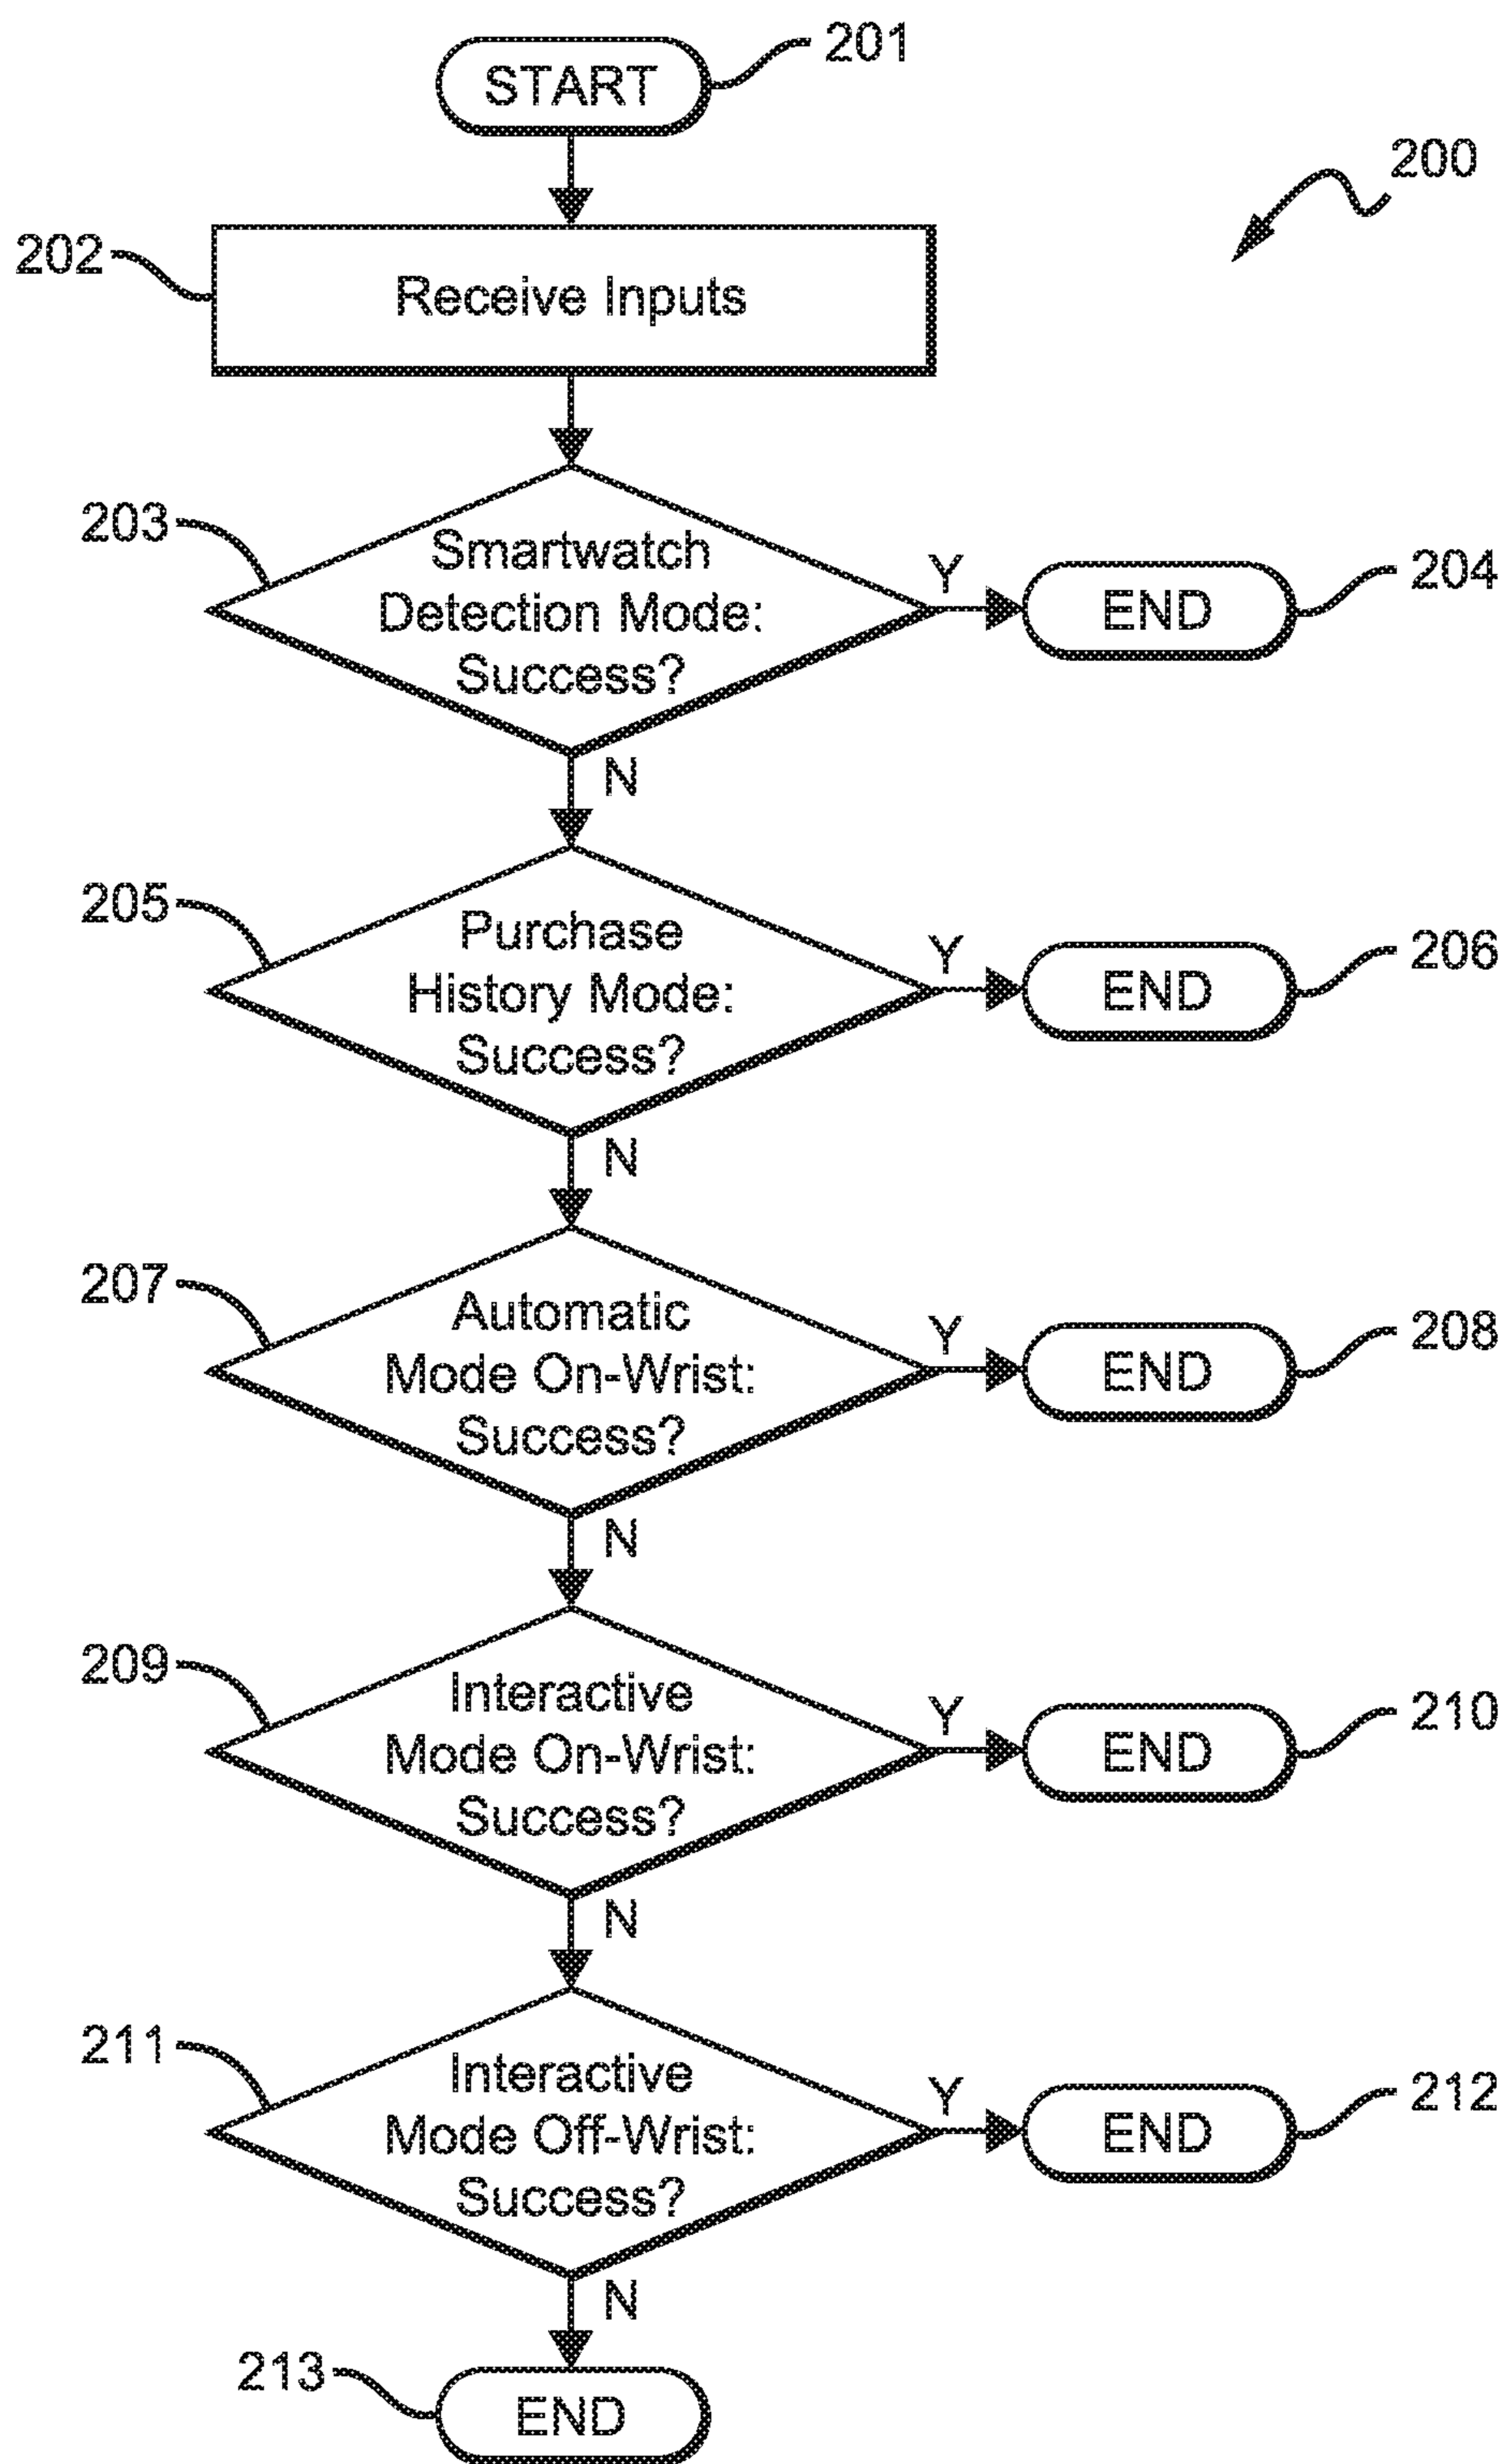 START
201
200
202
Receive Inputs
203
Smartwatch
Detection Mode:
Success?
Y
END
204
N
205
Purchase
History Mode:
Success?
Y
END
206
N
207
Automatic
Mode On-Wrist:
Success?
Y
END
208
N
209
Interactive
Mode On-Wrist:
Success?
Y
END
210
N
211
Interactive
Mode Off-Wrist:
Success?
Y
END
212
N
213
END